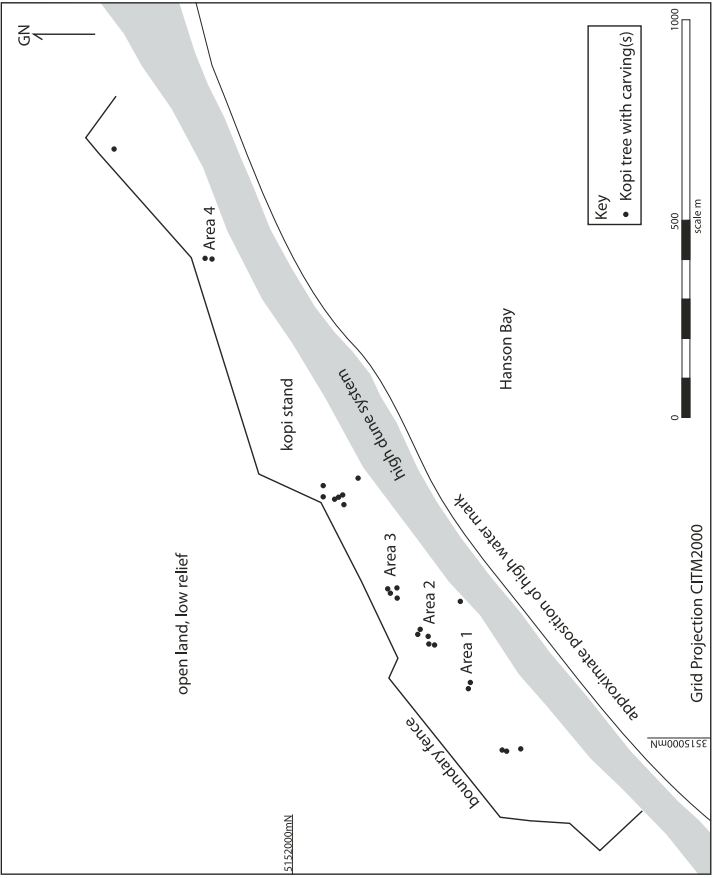 GN
Area 4
kopi stand
high dune system
Hanson Bay
open land, low relief
Area 3
Area 2
Area 1
boundary fence
approximate position of high water mark
5152000mN
3515000mN
Grid Projection CITM2000
Key
Kopi tree with carving(s)
0
500
1000
scale m